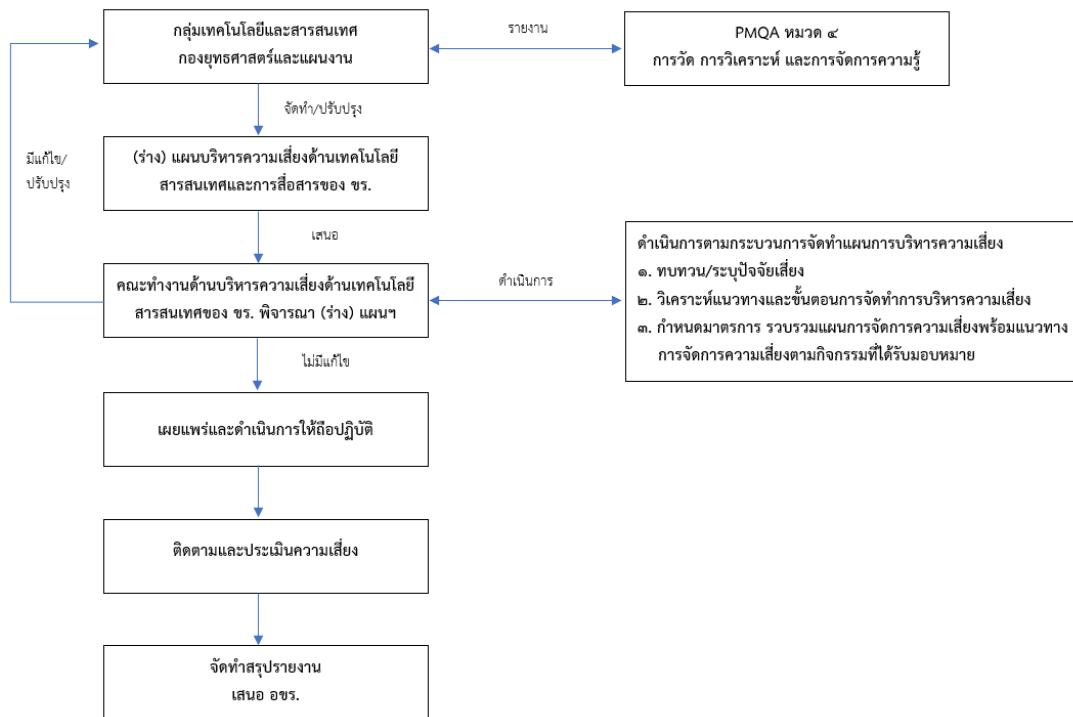 กลุ่มเทคโนโลยีและสารสนเทศ
กองยุทธศาสตร์และแผนงาน
รายงาน
PMQA หมวด ๔
การวัด การวิเคราะห์ และการจัดการความรู้
จัดทำ/ปรับปรุง
มีแก้ไข/
ปรับปรุง
(ร่าง) แผนบริหารความเสี่ยงด้านเทคโนโลยี
สารสนเทศและการสื่อสารของ ขร.
เสนอ
คณะทำงานด้านบริหารความเสี่ยงด้านเทคโนโลยี
สารสนเทศของ ขร. พิจารณา (ร่าง) แผนฯ
ดำเนินการ
ดำเนินการตามกระบวนการจัดทำแผนการบริหารความเสี่ยง
๑. ทบทวน/ระบุปัจจัยเสี่ยง
๒. วิเคราะห์แนวทางและขั้นตอนการจัดทำการบริหารความเสี่ยง
๓. กำหนดมาตรการ รวบรวมแผนการจัดการความเสี่ยงพร้อมแนวทาง
การจัดการความเสี่ยงตามกิจกรรมที่ได้รับมอบหมาย
ไม่มีแก้ไข
เผยแพร่และดำเนินการให้ถือปฏิบัติ
ติดตามและประเมินความเสี่ยง
จัดทำสรุปรายงาน
เสนอ อขร.